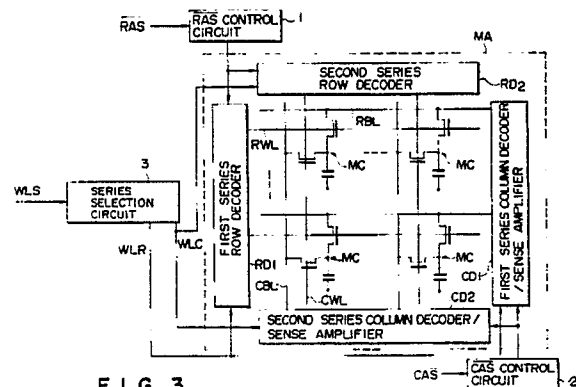 RAS
RAS CONTROL
CIRCUIT
1
MA
SECOND SERIES
ROW DECODER
RD2
RBL
RWL
MC
MC
FIRST SERIES
ROW DECODER
FIRST SERIES COLUMN DECODER
/SENSE AMPLIFIER
3
WLS
SERIES
SELECTION
CIRCUIT
WLR
WLC
MC
MC
RD1
CD1
CBL
CWL
CD2
SECOND SERIES COLUMN DECODER/
SENSE AMPLIFIER
FIG. 3
CAS
CAS CONTROL
CIRCUIT
2